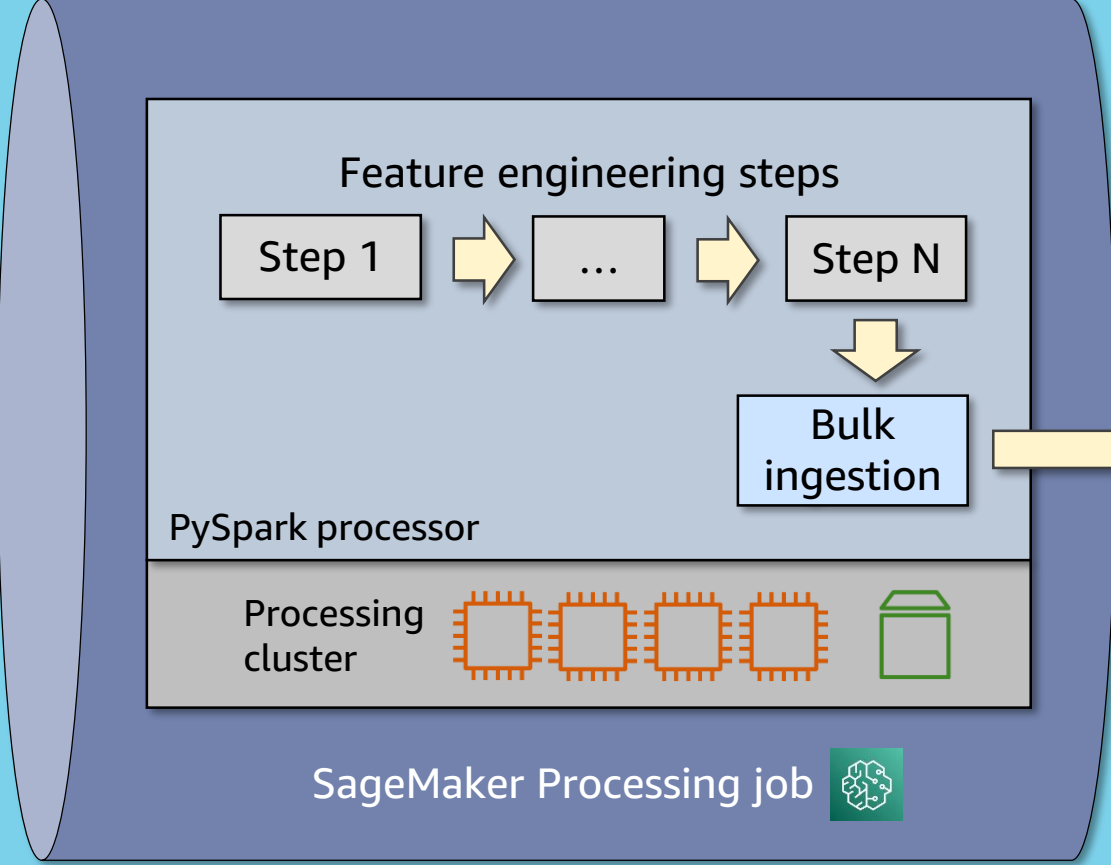 Feature engineering steps
Step 1
...
Step N
Bulk
ingestion
PySpark processor
Processing
cluster
SageMaker Processing job